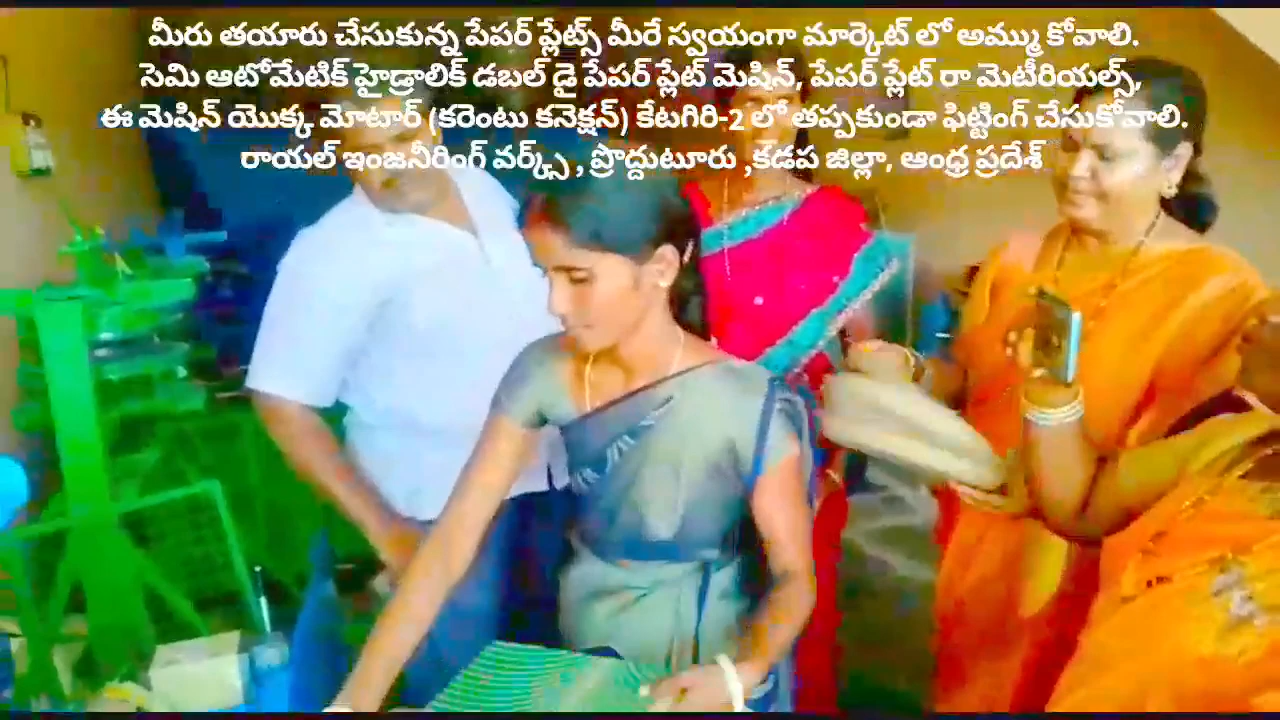 మీరు తయారు చేసుకున్న పేపర్ ప్లేట్స్ మీరే స్వయంగా మార్కెట్ లో అమ్ము కోవాలి.
సెమి ఆటోమేటిక్ హైడ్రాలిక్ డబల్ డై పేపర్ ప్లేట్ మెషిన్, పేపర్ ప్లేట్ రా మెటీరియల్స్,
ఈ మెషిన్ యొక్క మోటార్ (కరెంటు కనెక్షన్) కేటగిరి-2 లో తప్పకుండా ఫిట్టింగ్ చేసుకోవాలి.
రాయల్ ఇంజనీరింగ్ వర్క్స్ , ప్రొద్దుటూరు ,కడప జిల్లా, ఆంధ్ర ప్రదేశ్